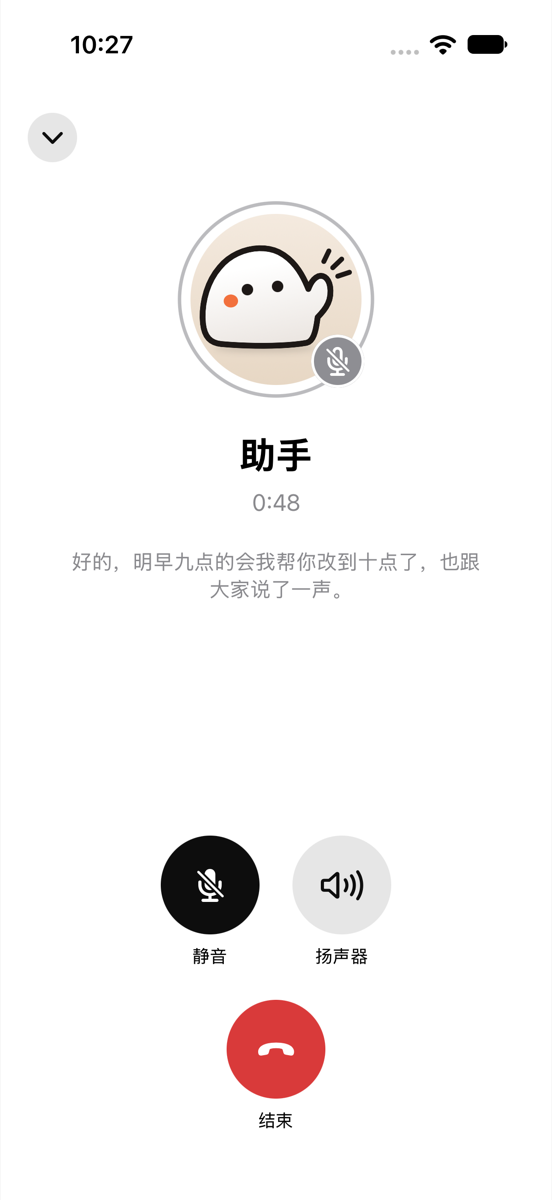 10:27
助手
0:48
好的，明早九点的会我帮你改到十点了，也跟
大家说了一声。
静音
扬声器
结束